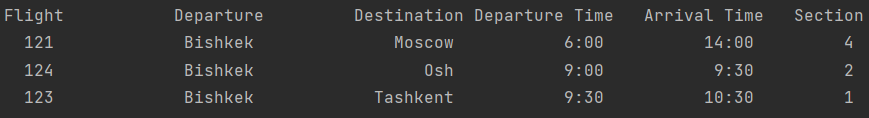 Flight Departure Destination Departure Time Arrival Time Section
121 Bishkek Moscow 6:00 14:00 4
124 Bishkek Osh 9:00 9:30 2
123 Bishkek Tashkent 9:30 10:30 1